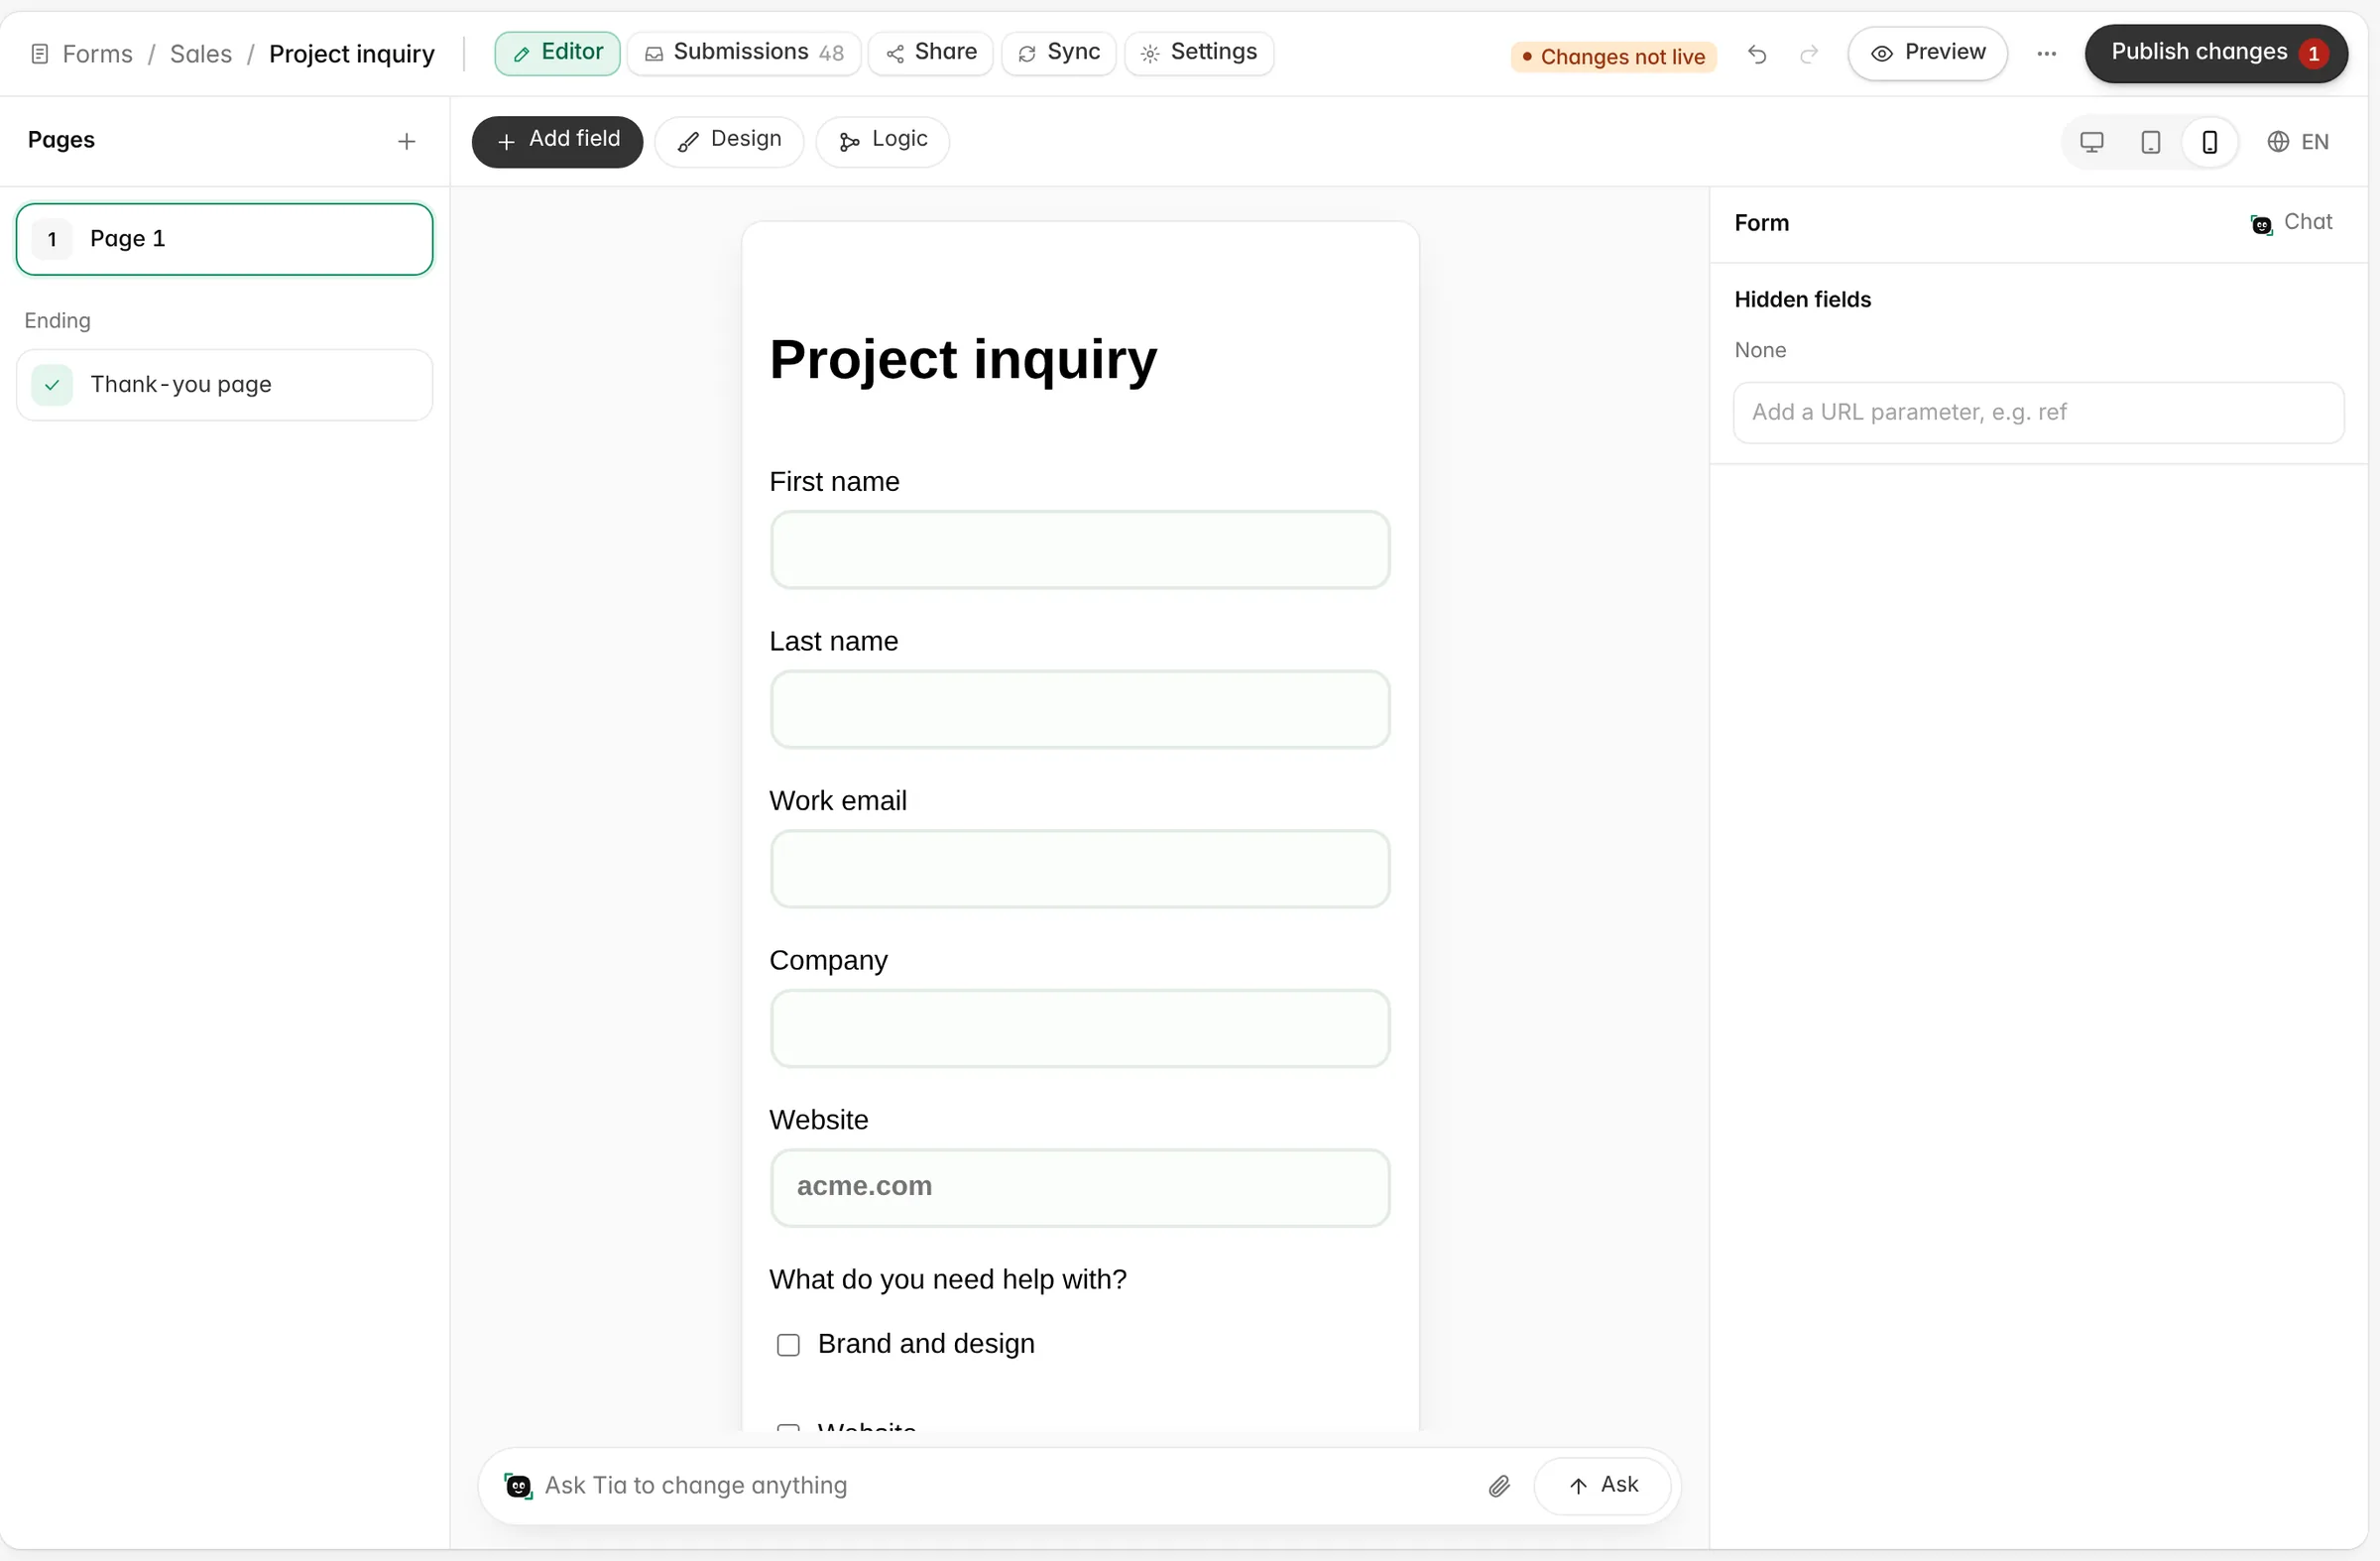 Forms / Sales / Project inquiry
Editor
Submissions 48
Share
Sync
Settings
Changes not live
Preview
Publish changes 1
Pages
Add field
Design
Logic
EN
1 Page 1
Ending
Thank-you page
Project inquiry
First name
Last name
Work email
Company
Website
acme.com
What do you need help with?
Brand and design
Website
Ask Tia to change anything
Ask
Form
Chat
Hidden fields
None
Add a URL parameter, e.g. ref